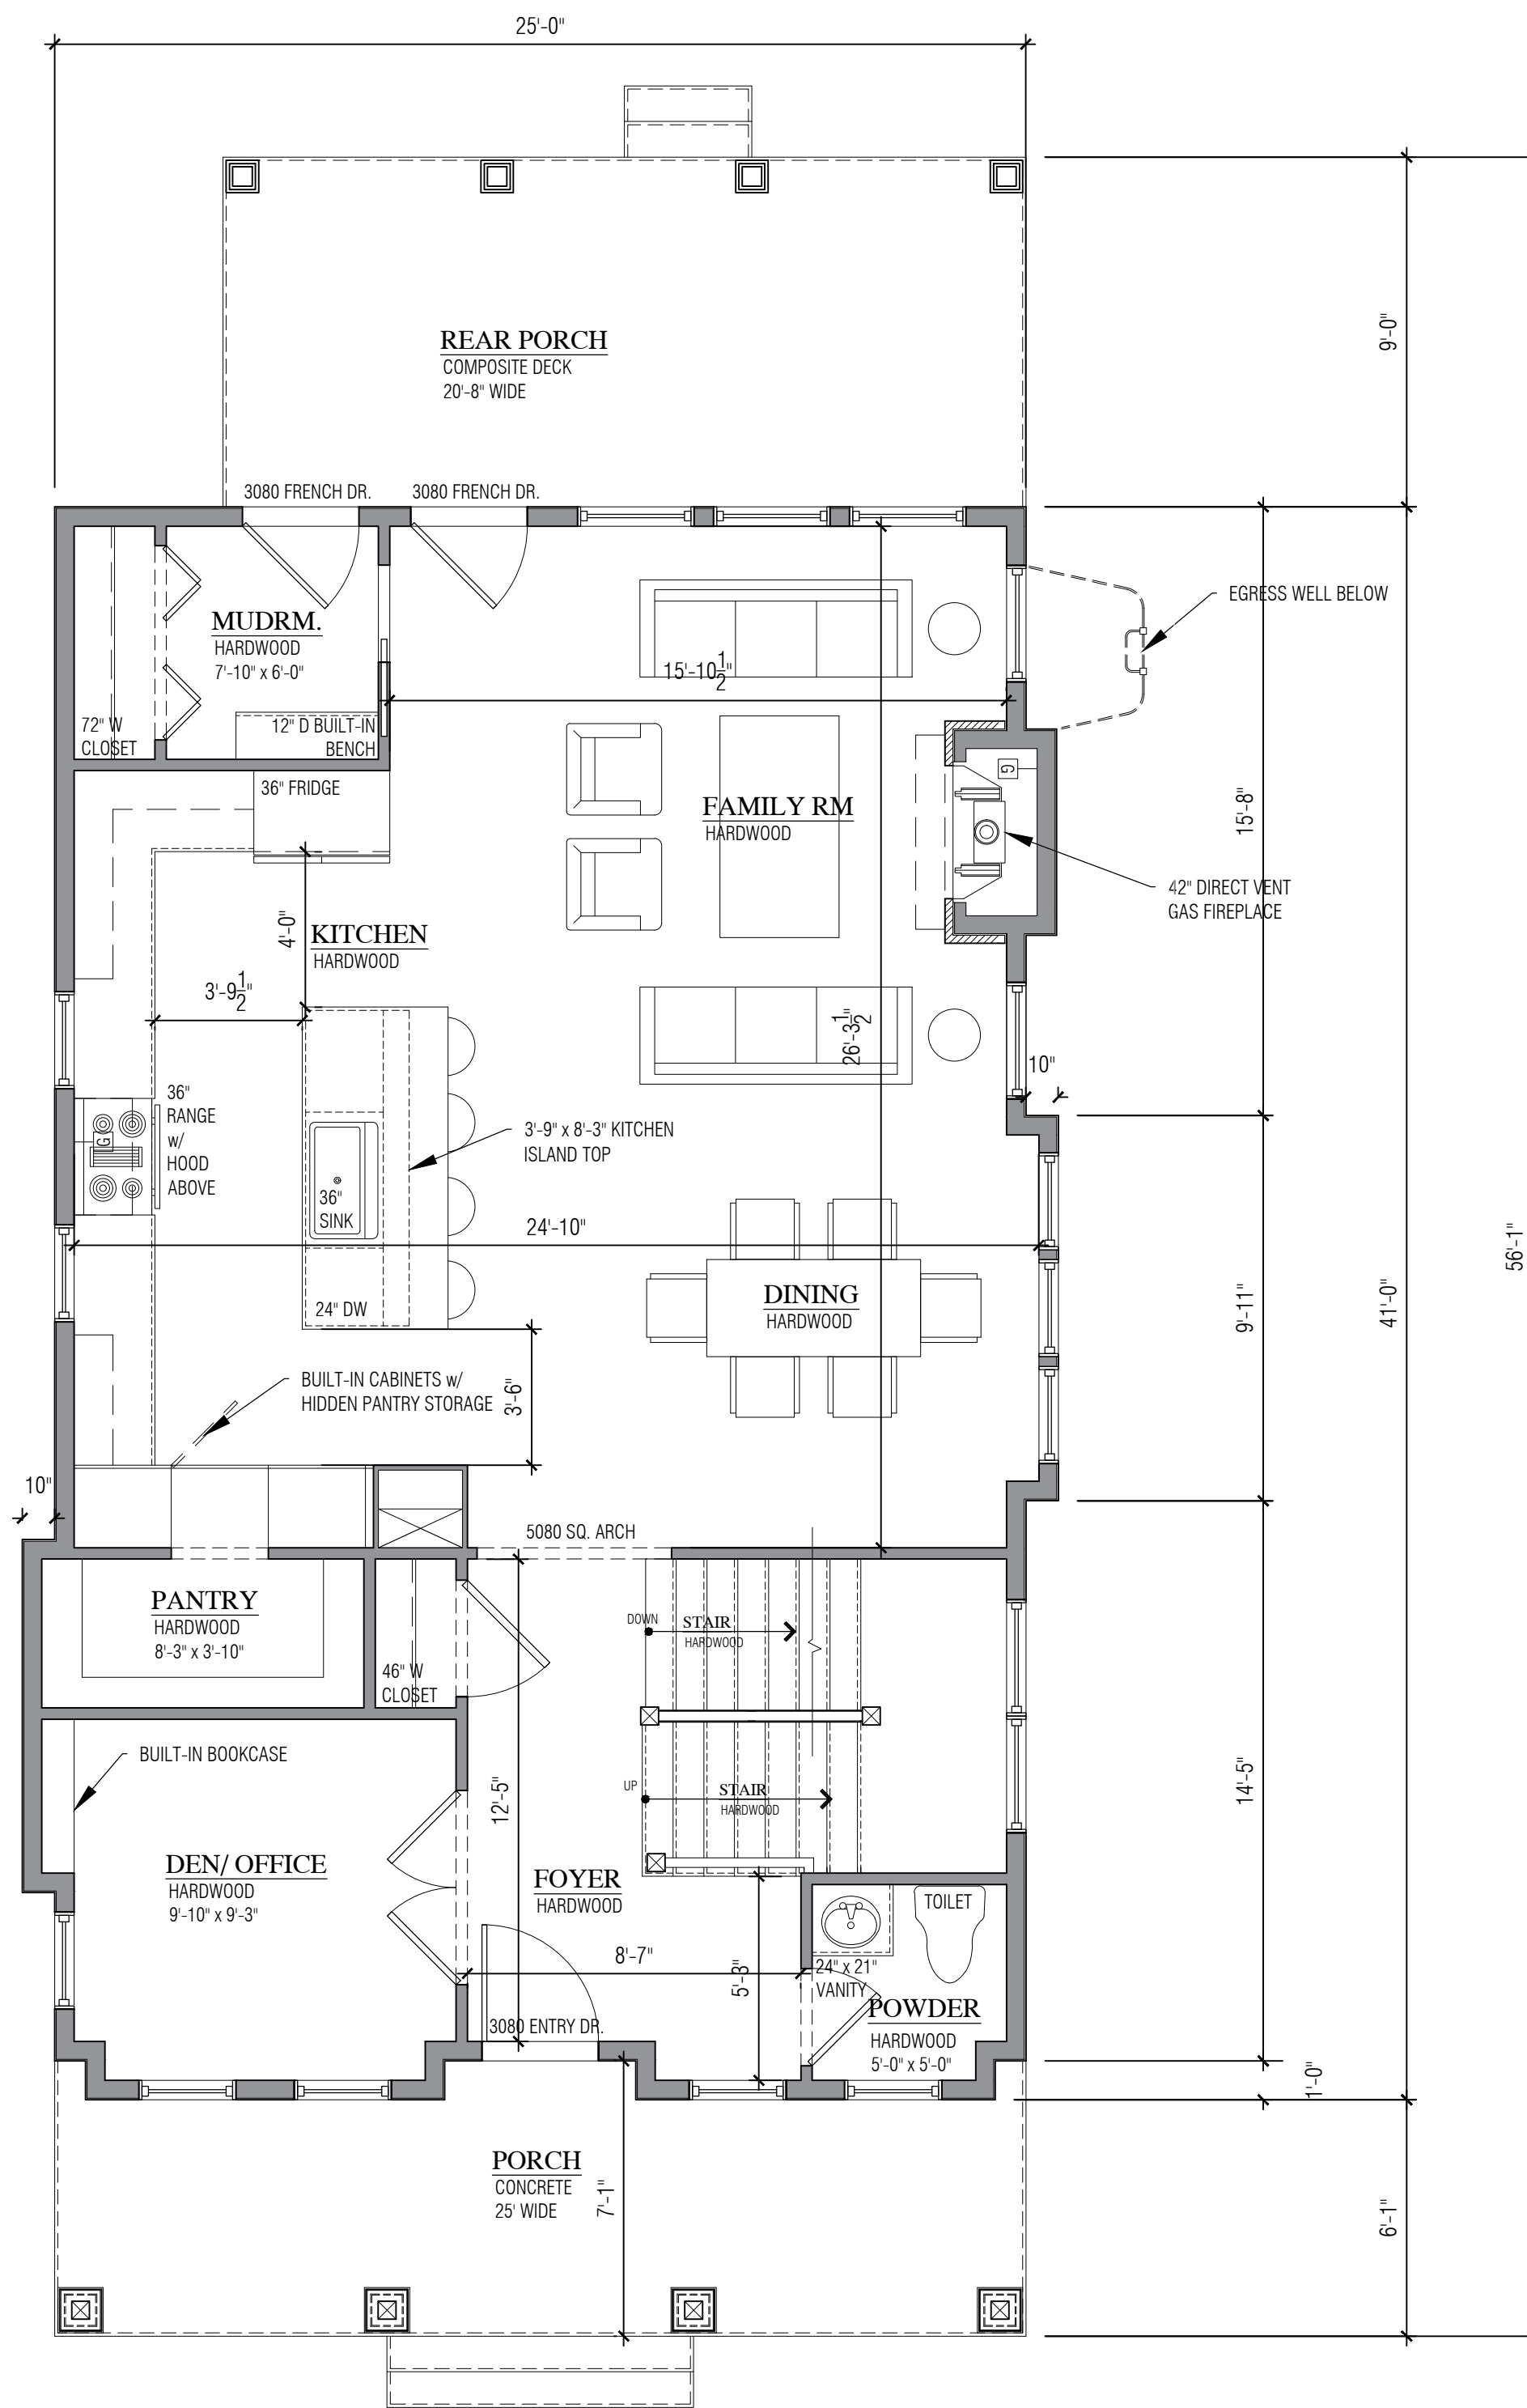 25'-0"
REAR PORCH
COMPOSITE DECK
20'-8" WIDE
9'-0"
3080 FRENCH DR.
3080 FRENCH DR.
EGRESS WELL BELOW
MUDRM.
HARDWOOD
7'-10" x 6'-0"
15'-10 1/2"
72" W
CLOSET
12" D BUILT-IN
BENCH
36" FRIDGE
FAMILY RM
HARDWOOD
G
15'-8"
42" DIRECT VENT
GAS FIREPLACE
4'-0"
KITCHEN
HARDWOOD
3'-9 1/2"
26'-3 1/2"
10"
36"
RANGE
w/
HOOD
ABOVE
G
3'-9" x 8'-3" KITCHEN
ISLAND TOP
36"
SINK
24'-10"
56'-1"
24" DW
DINING
HARDWOOD
9'-11"
41'-0"
BUILT-IN CABINETS w/
HIDDEN PANTRY STORAGE
3'-6"
10"
5080 SQ. ARCH
PANTRY
HARDWOOD
8'-3" x 3'-10"
DOWN
STAIR
HARDWOOD
46" W
CLOSET
BUILT-IN BOOKCASE
UP
STAIR
HARDWOOD
12'-5"
14'-5"
DEN/ OFFICE
HARDWOOD
9'-10" x 9'-3"
FOYER
HARDWOOD
TOILET
8'-7"
5'-3"
24" x 21"
VANITY
POWDER
HARDWOOD
5'-0" x 5'-0"
3080 ENTRY DR.
1'-0"
PORCH
CONCRETE
25' WIDE
7'-1"
6'-1"